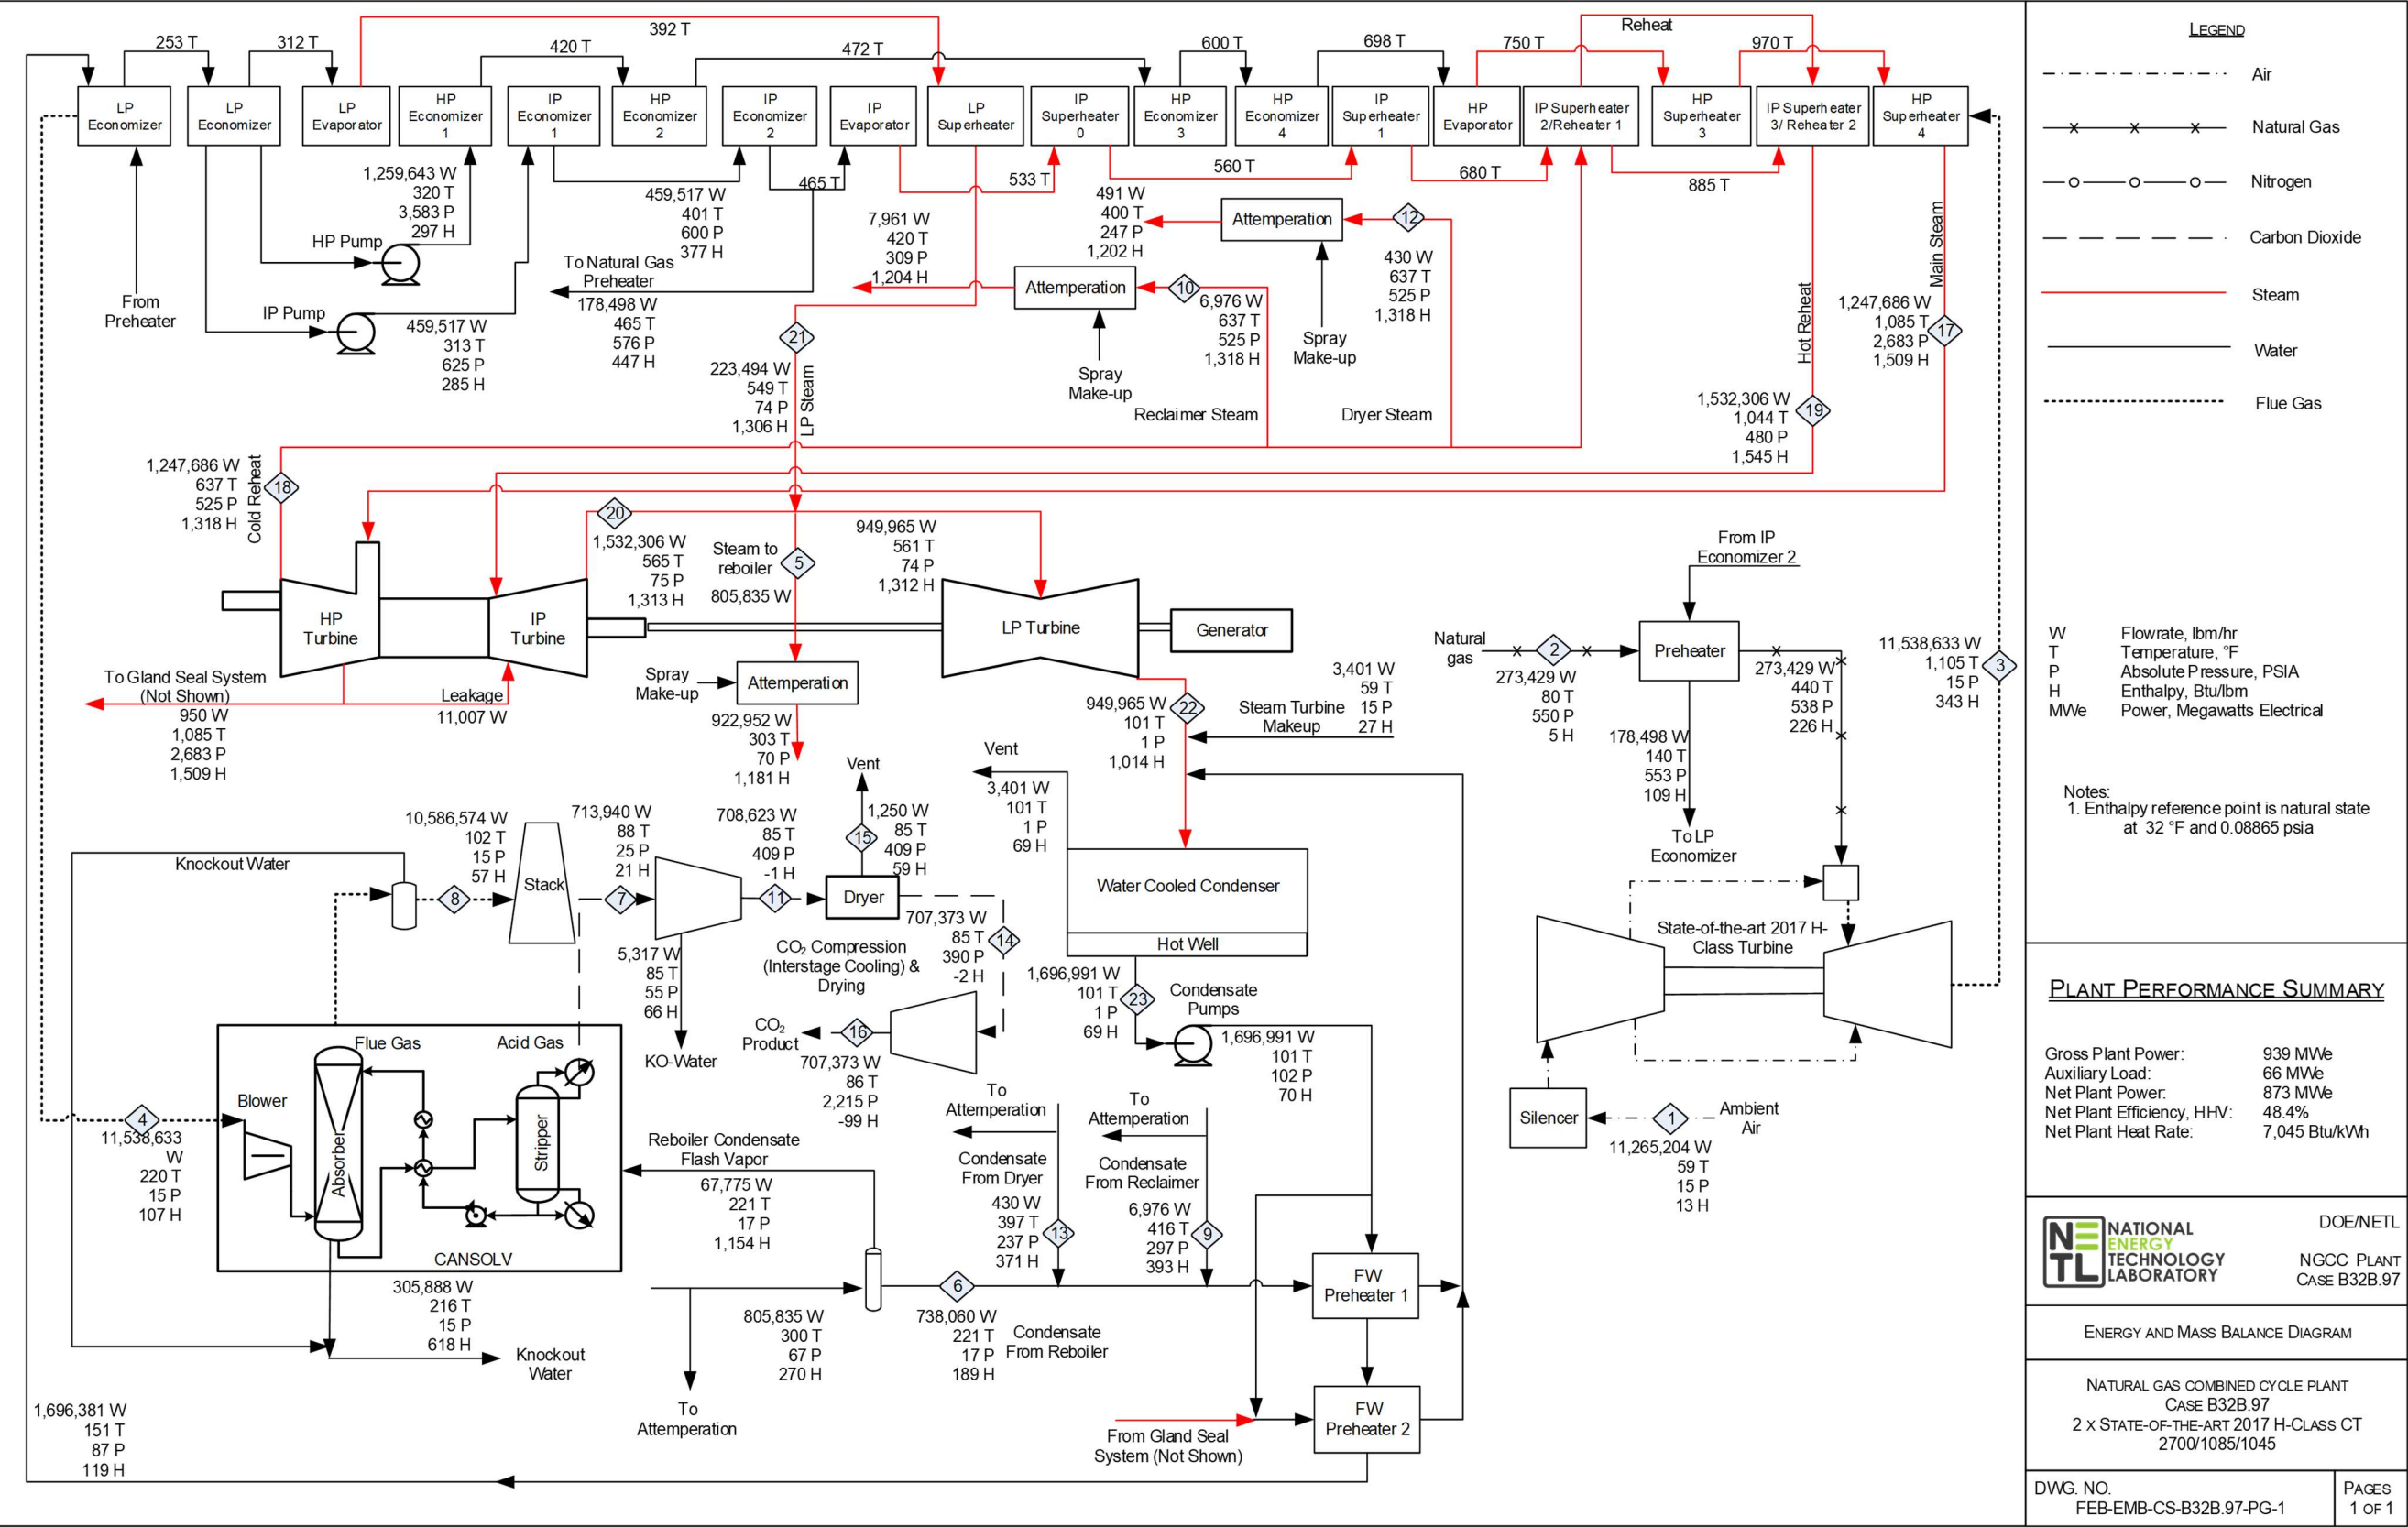 392 T
Reheat
253 T
312 T
420 T
472 T
600 T
698 T
750 T
970 T
LP
Economizer
LP
Economizer
LP
Evaporator
HP
Economizer
1
IP
Economizer
1
HP
Economizer
2
IP
Economizer
2
IP
Evaporator
LP
Superheater
IP
Superheater
0
HP
Economizer
3
HP
Economizer
4
IP
Superheater
1
HP
Evaporator
IP Superheater
2/Reheater 1
HP
Superheater
3
IP Superheater
3/ Reheater 2
HP
Superheater
4
465 T
533 T
560 T
680 T
885 T
From
Preheater
1,259,643 W
320 T
3,583 P
297 H
HP Pump
IP Pump
459,517 W
313 T
625 P
285 H
459,517 W
401 T
600 P
377 H
To Natural Gas
Preheater
178,498 W
465 T
576 P
447 H
7,961 W
420 T
309 P
1,204 H
Attemperation
10
6,976 W
637 T
525 P
1,318 H
Spray
Make-up
Reclaimer Steam
491 W
400 T
247 P
1,202 H
Attemperation
12
430 W
637 T
525 P
1,318 H
Spray
Make-up
Dryer Steam
21
223,494 W
549 T
74 P
1,306 H
LP Steam
Hot Reheat
1,532,306 W
1,044 T
480 P
1,545 H
19
Main Steam
1,247,686 W
1,085 T
2,683 P
1,509 H
17
1,247,686 W
637 T
525 P
1,318 H
Cold Reheat
18
20
1,532,306 W
565 T
75 P
1,313 H
Steam to
reboiler
5
805,835 W
949,965 W
561 T
74 P
1,312 H
HP
Turbine
IP
Turbine
LP Turbine
Generator
To Gland Seal System
(Not Shown)
950 W
1,085 T
2,683 P
1,509 H
Leakage
11,007 W
Spray
Make-up
Attemperation
922,952 W
303 T
70 P
1,181 H
949,965 W
101 T
1 P
1,014 H
22
Steam Turbine
Makeup
3,401 W
59 T
15 P
27 H
From IP
Economizer 2
Natural
gas
2
273,429 W
80 T
550 P
5 H
Preheater
273,429 W
440 T
538 P
226 H
178,498 W
140 T
553 P
109 H
To LP
Economizer
11,538,633 W
1,105 T
15 P
343 H
3
State-of-the-art 2017 H-
Class Turbine
Silencer
1
Ambient
Air
11,265,204 W
59 T
15 P
13 H
Knockout Water
10,586,574 W
102 T
15 P
57 H
8
Stack
713,940 W
88 T
25 P
21 H
7
708,623 W
85 T
409 P
-1 H
11
Vent
15
1,250 W
85 T
409 P
59 H
Dryer
707,373 W
85 T
390 P
-2 H
14
5,317 W
85 T
55 P
66 H
KO-Water
CO₂ Compression
(Interstage Cooling) &
Drying
CO₂
Product
16
707,373 W
86 T
2,215 P
-99 H
Vent
3,401 W
101 T
1 P
69 H
Water Cooled Condenser
Hot Well
1,696,991 W
101 T
1 P
69 H
23
Condensate
Pumps
1,696,991 W
101 T
102 P
70 H
Flue Gas
Acid Gas
Blower
Absorber
Stripper
CANSOLV
4
11,538,633
W
220 T
15 P
107 H
305,888 W
216 T
15 P
618 H
Knockout
Water
Reboiler Condensate
Flash Vapor
67,775 W
221 T
17 P
1,154 H
805,835 W
300 T
67 P
270 H
To
Attemperation
6
738,060 W
221 T
17 P
189 H
Condensate
From Reboiler
To
Attemperation
Condensate
From Dryer
430 W
397 T
237 P
371 H
13
To
Attemperation
Condensate
From Reclaimer
6,976 W
416 T
297 P
393 H
9
FW
Preheater 1
FW
Preheater 2
From Gland Seal
System (Not Shown)
1,696,381 W
151 T
87 P
119 H
LEGEND
Air
Natural Gas
Nitrogen
Carbon Dioxide
Steam
Water
Flue Gas
W Flowrate, lbm/hr
T Temperature, °F
P Absolute Pressure, PSIA
H Enthalpy, Btu/lbm
MWe Power, Megawatts Electrical
Notes:
1. Enthalpy reference point is natural state
at 32 °F and 0.08865 psia
PLANT PERFORMANCE SUMMARY
Gross Plant Power: 939 MWe
Auxiliary Load: 66 MWe
Net Plant Power: 873 MWe
Net Plant Efficiency, HHV: 48.4%
Net Plant Heat Rate: 7,045 Btu/kWh
NETL
NATIONAL
ENERGY
TECHNOLOGY
LABORATORY
DOE/NETL
NGCC PLANT
CASE B32B.97
ENERGY AND MASS BALANCE DIAGRAM
NATURAL GAS COMBINED CYCLE PLANT
CASE B32B.97
2 X STATE-OF-THE-ART 2017 H-CLASS CT
2700/1085/1045
DWG. NO.
FEB-EMB-CS-B32B.97-PG-1
PAGES
1 OF 1